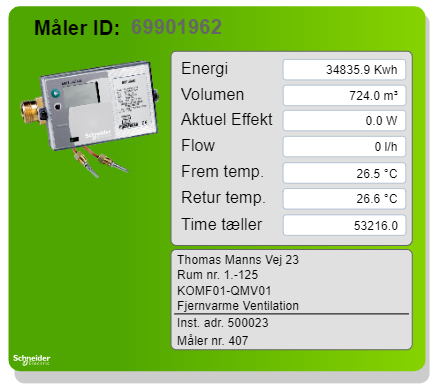 Måler ID: 69901962
Energi 34835.9 Kwh
Volumen 724.0 m³
Aktuel Effekt 0.0 W
Flow 0 l/h
Frem temp. 26.5 °C
Retur temp. 26.6 °C
Time tæller 53216.0
Schneider
Thomas Manns Vej 23
Rum nr. 1.-125
KOMF01-QMV01
Fjernvarme Ventilation
Inst. adr. 500023
Måler nr. 407
Schneider
Electric